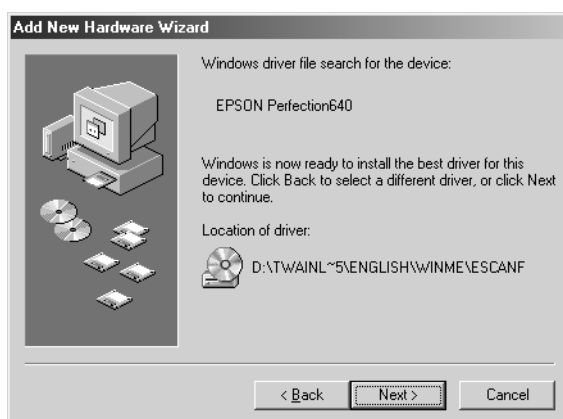 Add New Hardware Wizard
Windows driver file search for the device:
EPSON Perfection640
Windows is now ready to install the best driver for this
device. Click Back to select a different driver, or click Next
to continue.
Location of driver:
D:\TWAINL~5\ENGLISH\WINME\ESCANF
< Back
Next >
Cancel